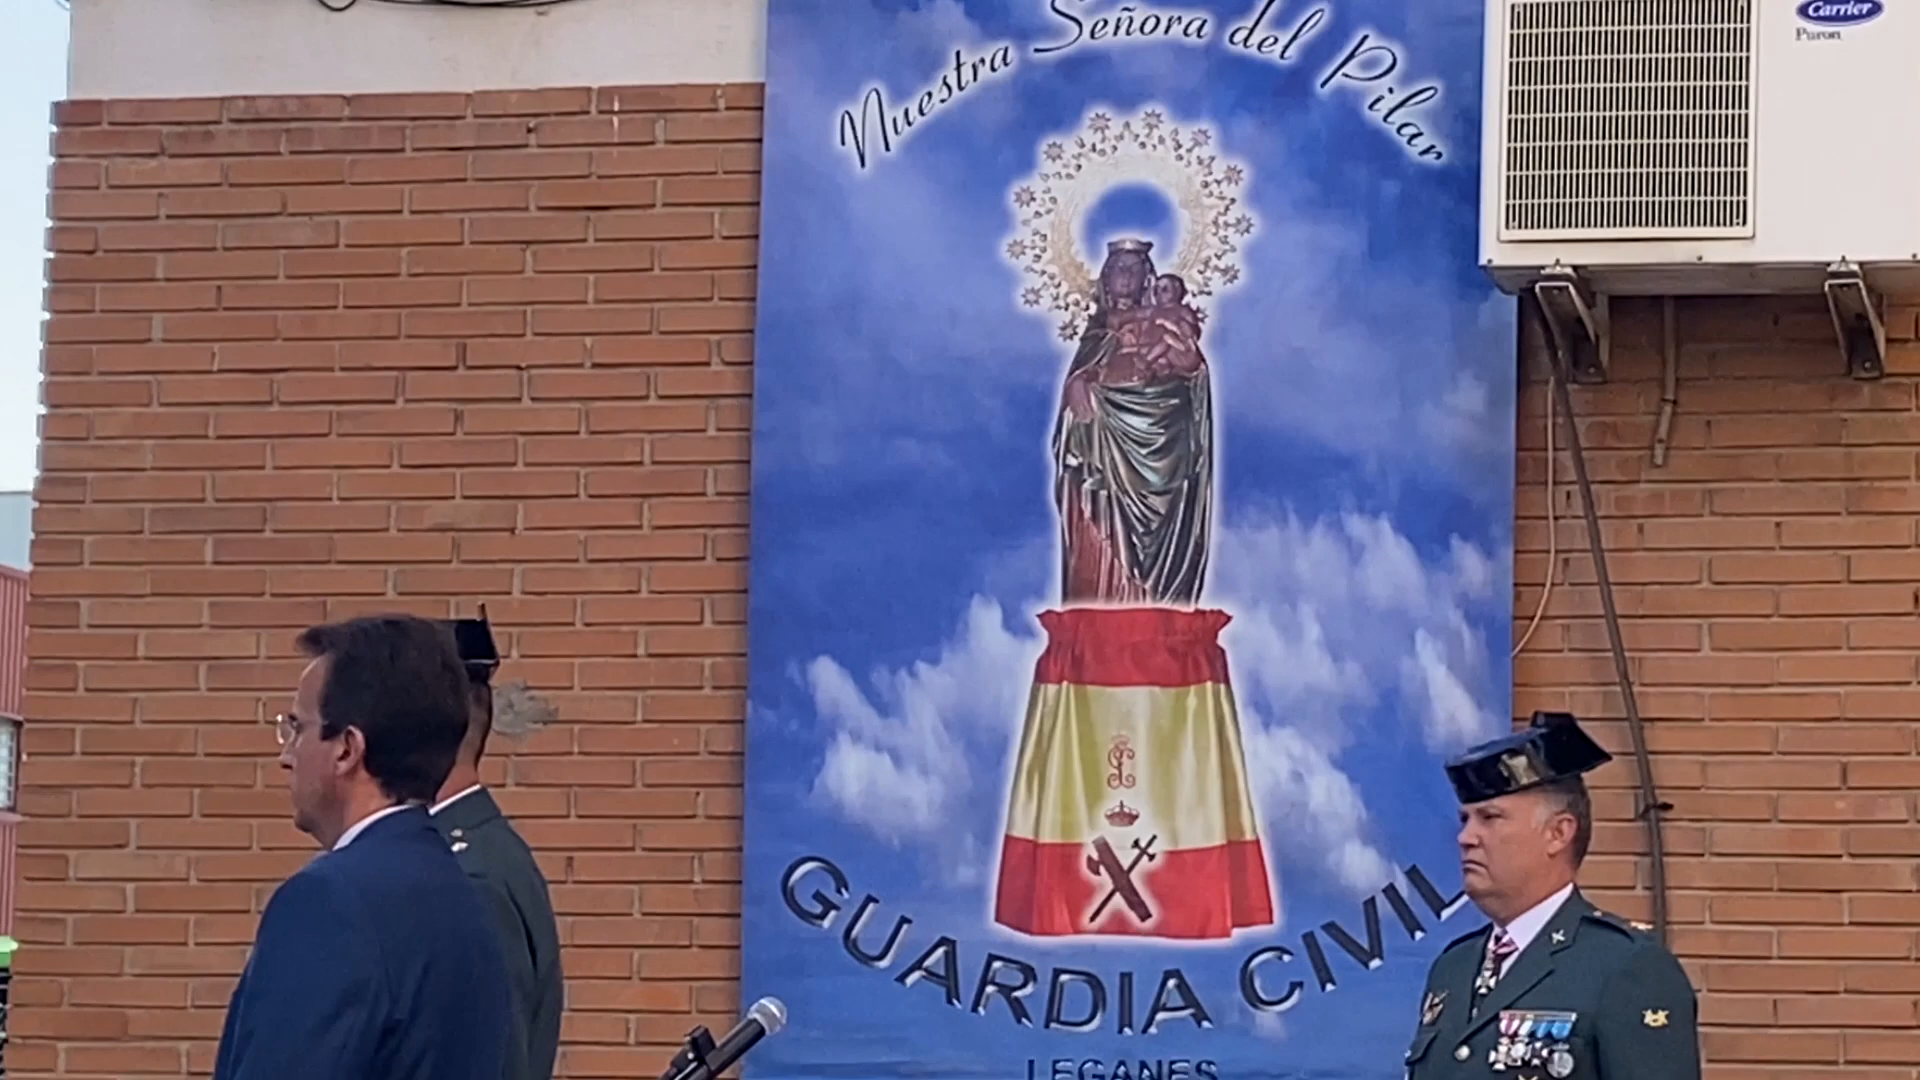 Nuestra Señora del Pilar
Carrier
Puron
GUARDIA CIVIL
LEGANES